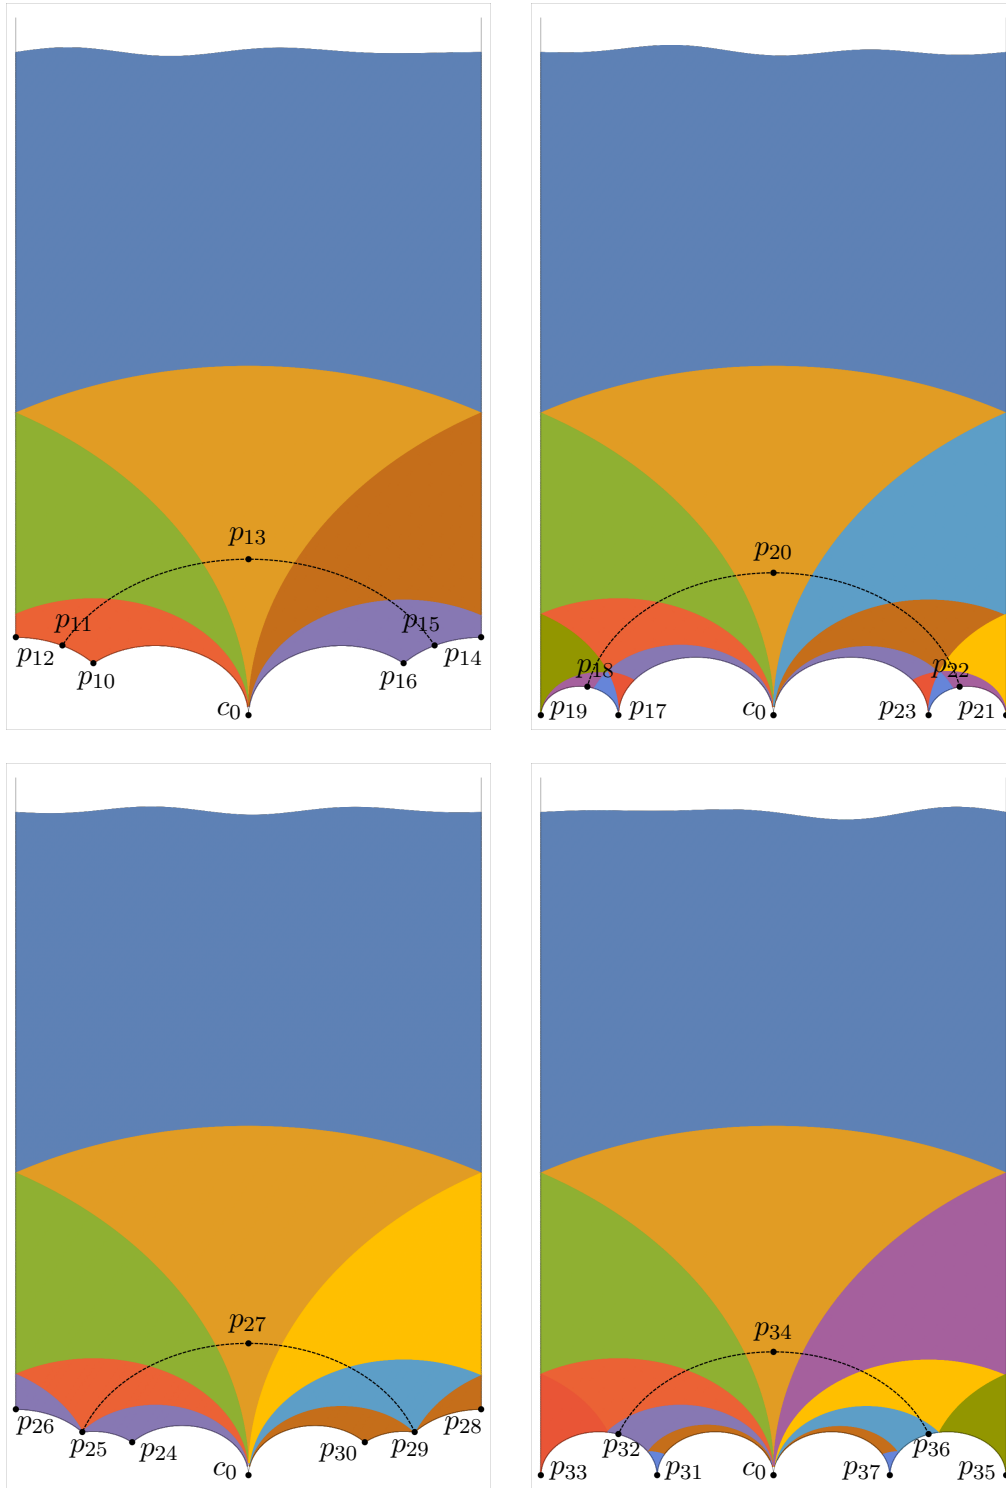 p₁₃
p₁₁ p₁₅
p₁₂ p₁₄
p₁₀ p₁₆
c₀
p₂₀
p₁₈ p₂₂
p₁₉ p₁₇ c₀ p₂₃ p₂₁
p₂₇
p₂₆ p₂₈
p₂₅ p₂₄ p₃₀ p₂₉
c₀
p₃₄
p₃₂ p₃₆
p₃₃ p₃₁ c₀ p₃₇ p₃₅